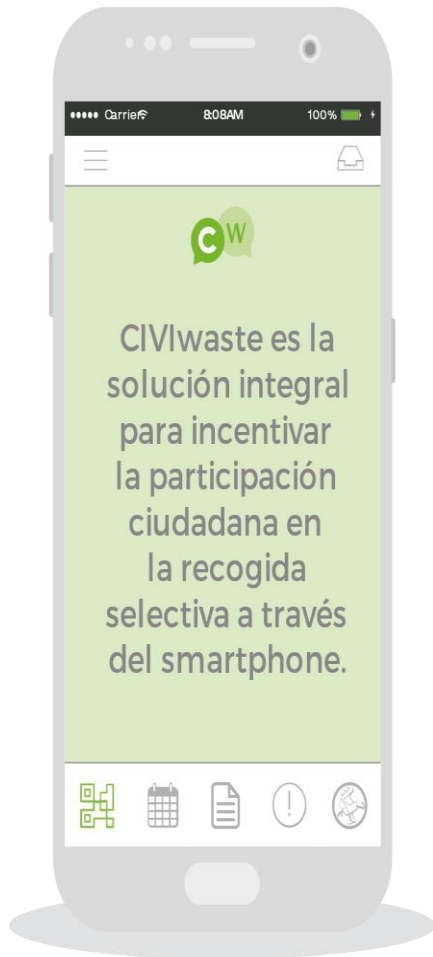 Carrier 8:08AM 100%
CW
CIVIwaste es la
solución integral
para incentivar
la participación
ciudadana en
la recogida
selectiva a través
del smartphone.